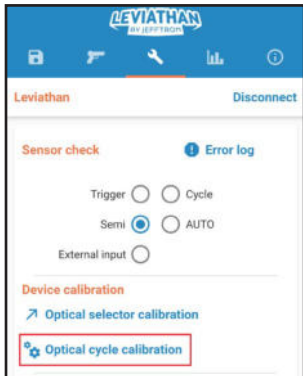 LEVIATHAN
BY JEFFTRON
Leviathan Disconnect
Sensor check Error log
Trigger Cycle
Semi AUTO
External input
Device calibration
Optical selector calibration
Optical cycle calibration